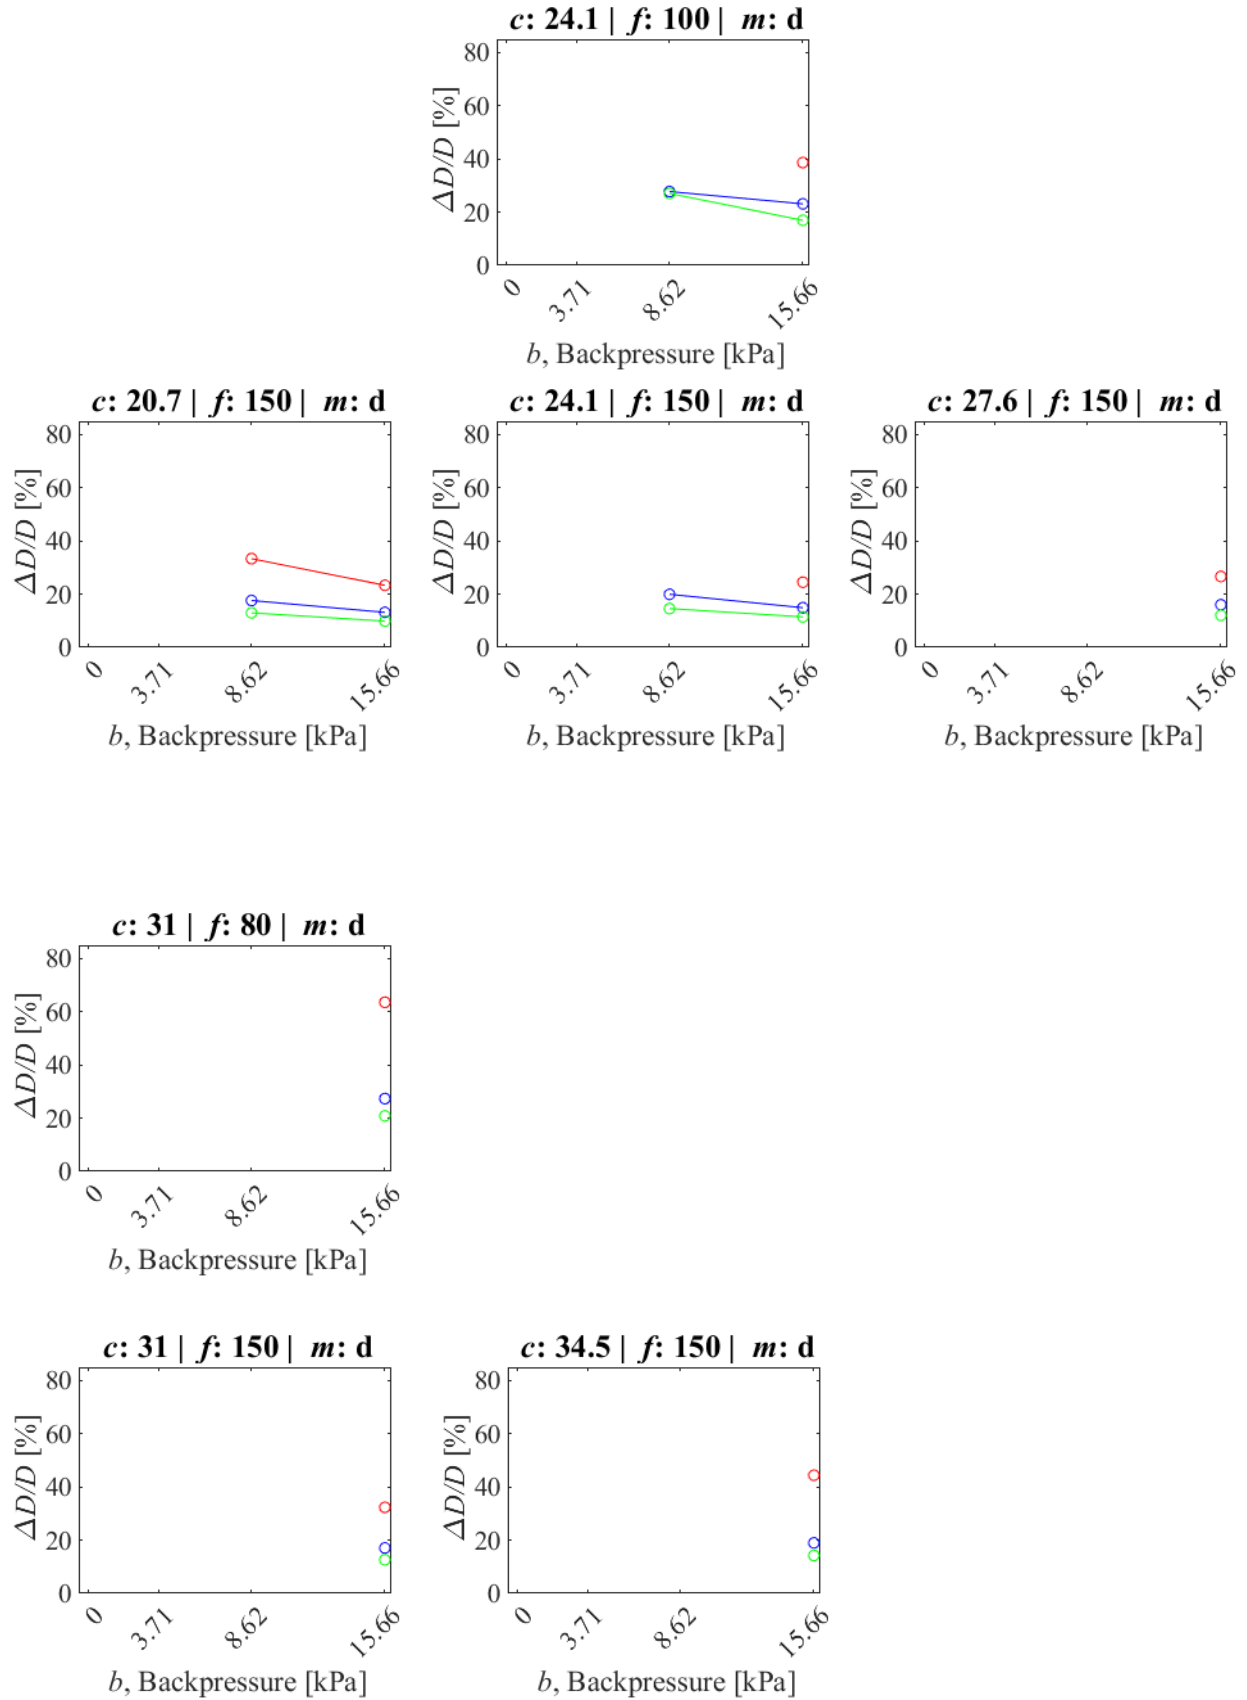 c: 24.1 | f: 100 | m: d
80
60
40
20
0
ΔD/D [%]
0 3.71 8.62 15.66
b, Backpressure [kPa]
c: 20.7 | f: 150 | m: d
80
60
40
20
0
ΔD/D [%]
0 3.71 8.62 15.66
b, Backpressure [kPa]
c: 24.1 | f: 150 | m: d
80
60
40
20
0
ΔD/D [%]
0 3.71 8.62 15.66
b, Backpressure [kPa]
c: 27.6 | f: 150 | m: d
80
60
40
20
0
ΔD/D [%]
0 3.71 8.62 15.66
b, Backpressure [kPa]
c: 31 | f: 80 | m: d
80
60
40
20
0
ΔD/D [%]
0 3.71 8.62 15.66
b, Backpressure [kPa]
c: 31 | f: 150 | m: d
80
60
40
20
0
ΔD/D [%]
0 3.71 8.62 15.66
b, Backpressure [kPa]
c: 34.5 | f: 150 | m: d
80
60
40
20
0
ΔD/D [%]
0 3.71 8.62 15.66
b, Backpressure [kPa]